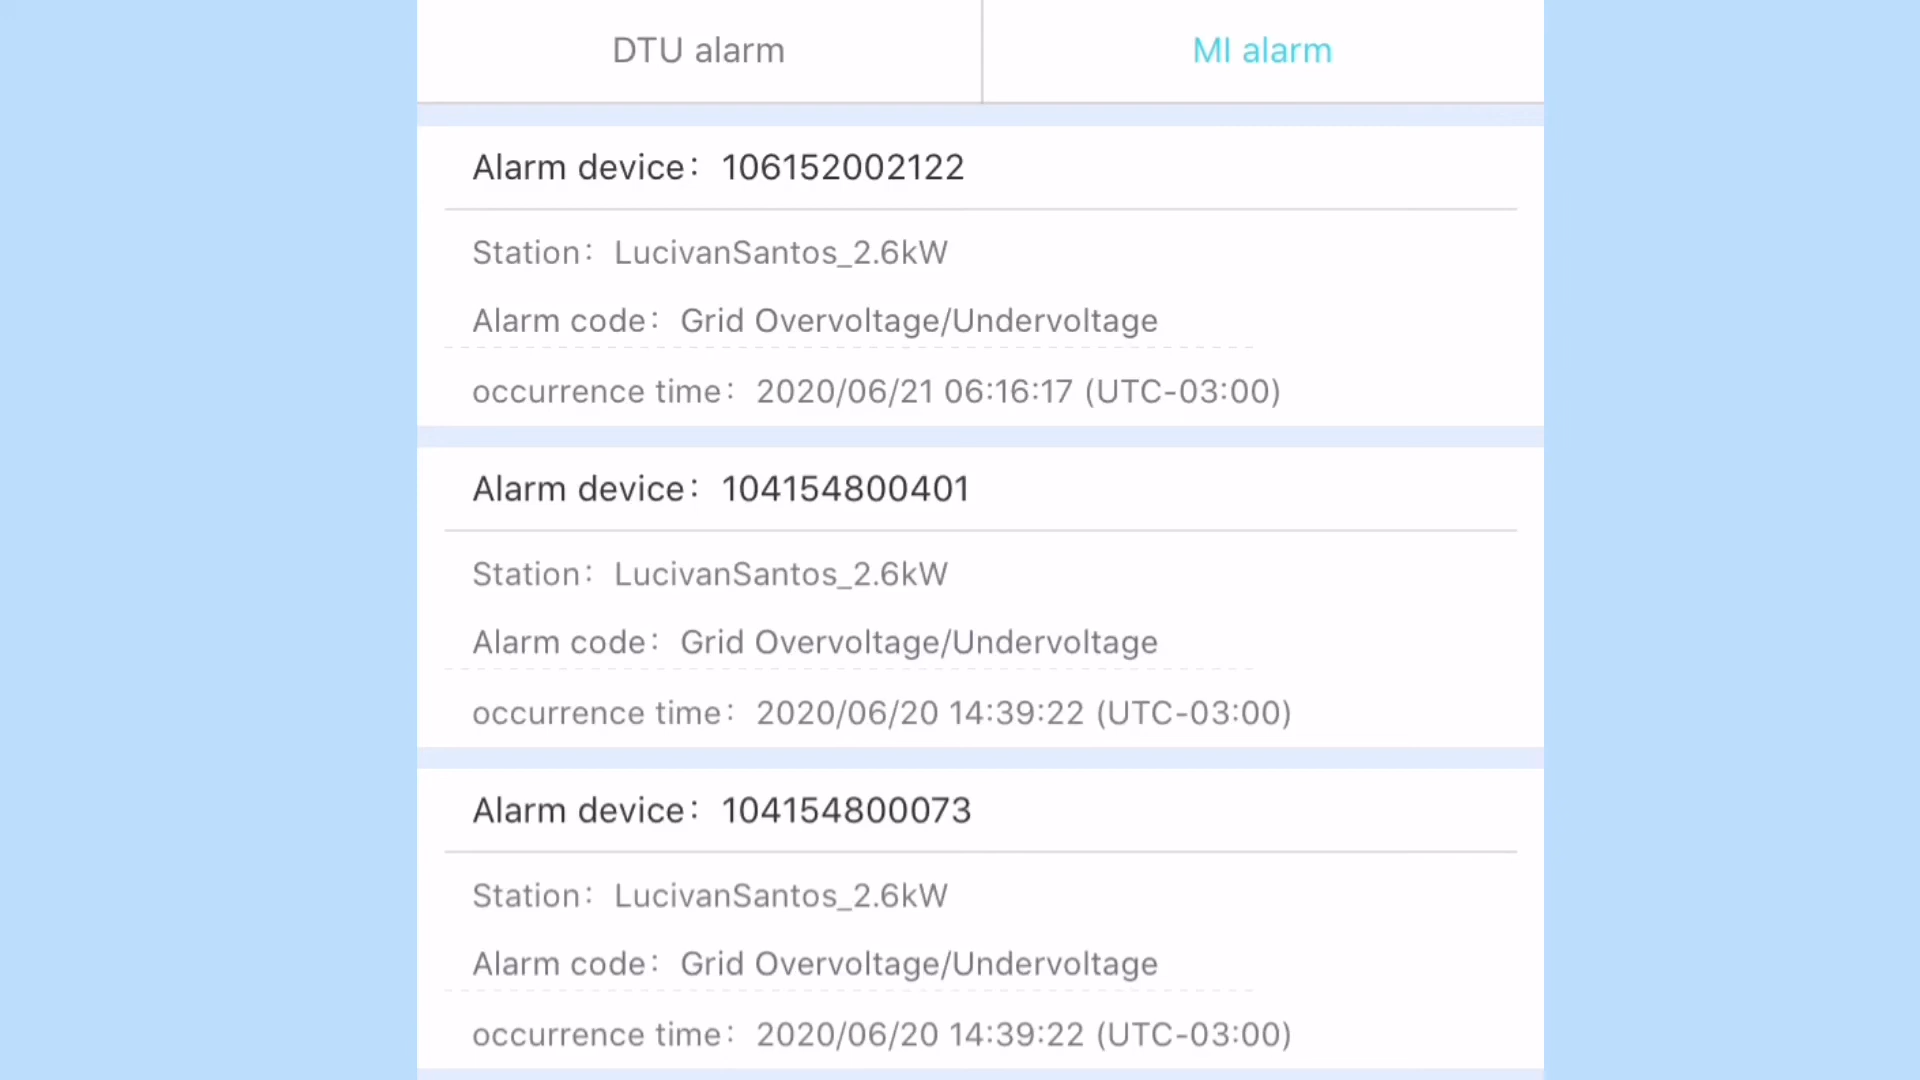 DTU alarm
MI alarm
Alarm device: 106152002122
Station: LucivanSantos_2.6kW
Alarm code: Grid Overvoltage/Undervoltage
occurrence time: 2020/06/21 06:16:17 (UTC-03:00)
Alarm device: 104154800401
Station: LucivanSantos_2.6kW
Alarm code: Grid Overvoltage/Undervoltage
occurrence time: 2020/06/20 14:39:22 (UTC-03:00)
Alarm device: 104154800073
Station: LucivanSantos_2.6kW
Alarm code: Grid Overvoltage/Undervoltage
occurrence time: 2020/06/20 14:39:22 (UTC-03:00)